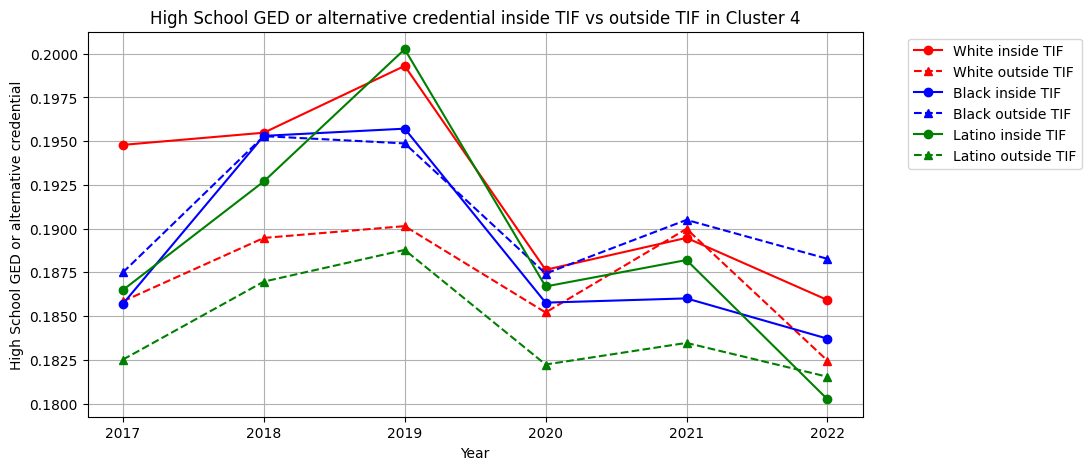 High School GED or alternative credential inside TIF vs outside TIF in Cluster 4
High School GED or alternative credential
0.2000
0.1975
0.1950
0.1925
0.1900
0.1875
0.1850
0.1825
0.1800
2017
2018
2019
2020
2021
2022
Year
White inside TIF
White outside TIF
Black inside TIF
Black outside TIF
Latino inside TIF
Latino outside TIF